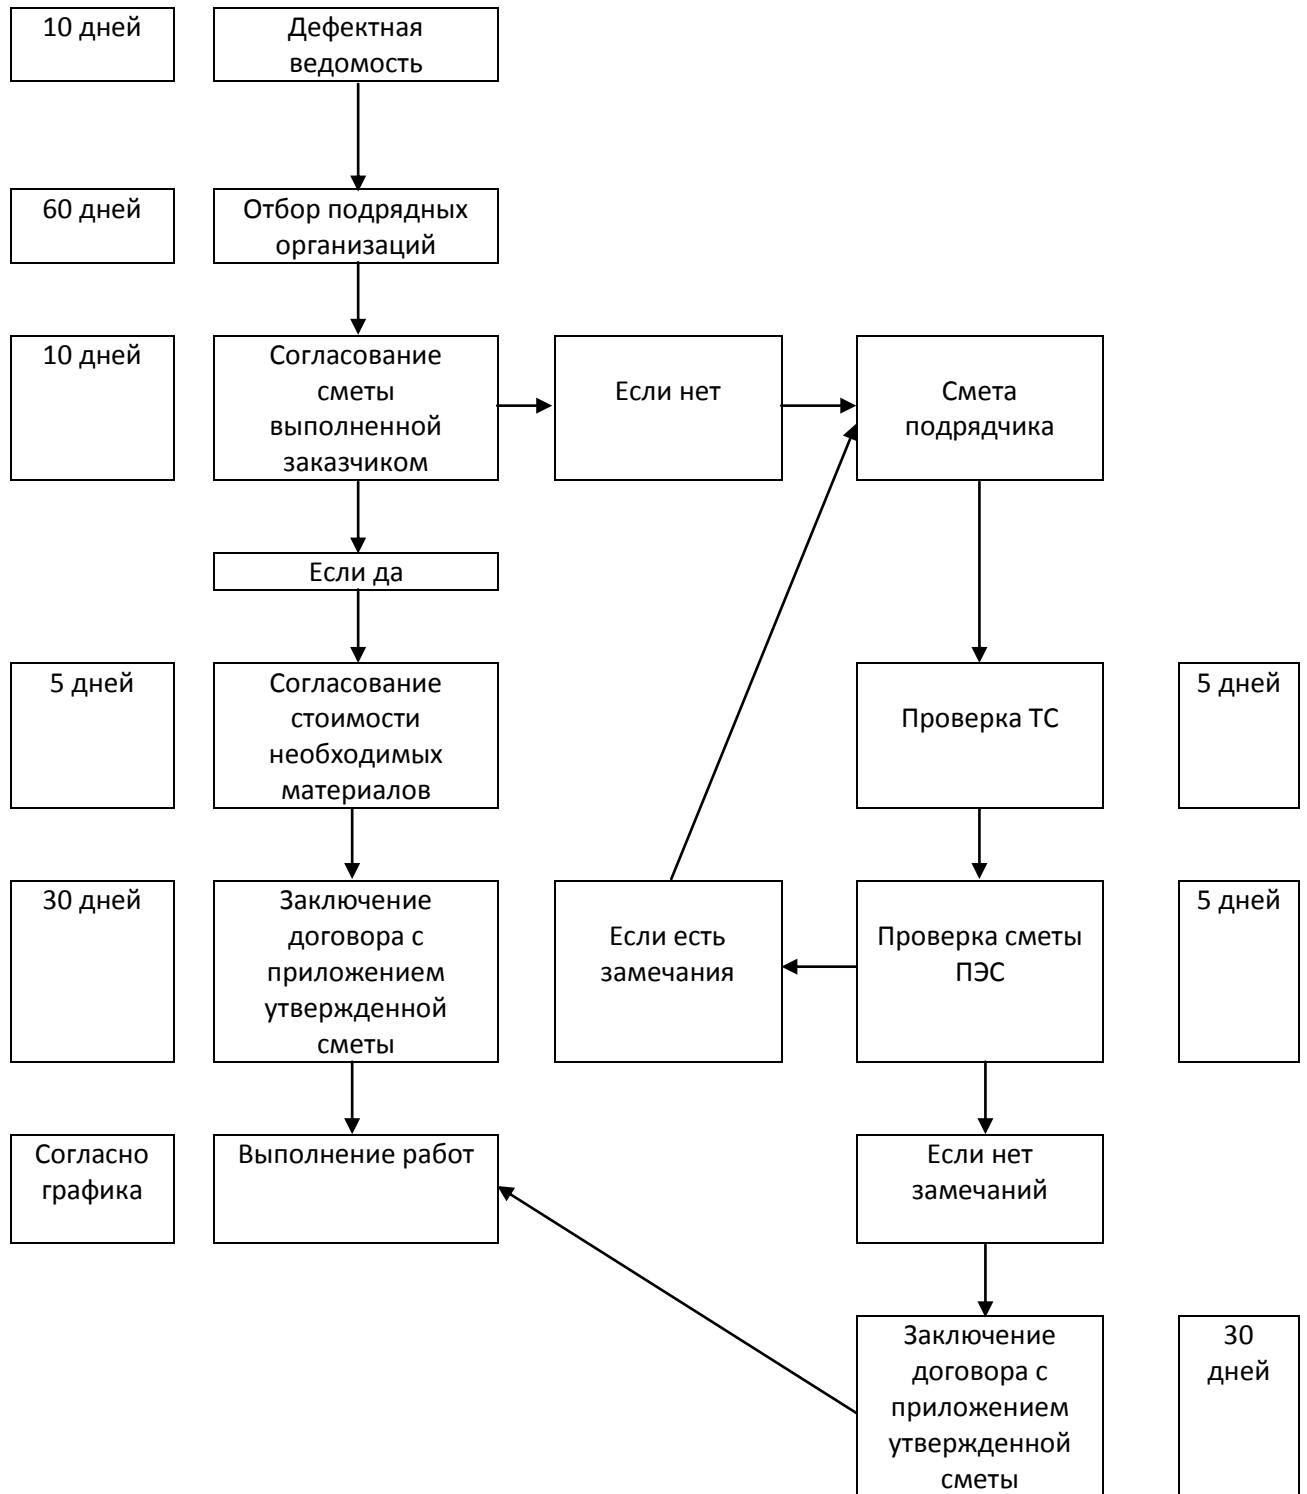 10 дней
Дефектная
ведомость
60 дней
Отбор подрядных
организаций
10 дней
Согласование
сметы
выполненной
заказчиком
Если нет
Смета
подрядчика
Если да
5 дней
Согласование
стоимости
необходимых
материалов
Проверка ТС
5 дней
30 дней
Заключение
договора с
приложением
утвержденной
сметы
Если есть
замечания
Проверка сметы
ПЭС
5 дней
Согласно
графика
Выполнение работ
Если нет
замечаний
Заключение
договора с
приложением
утвержденной
сметы
30
дней